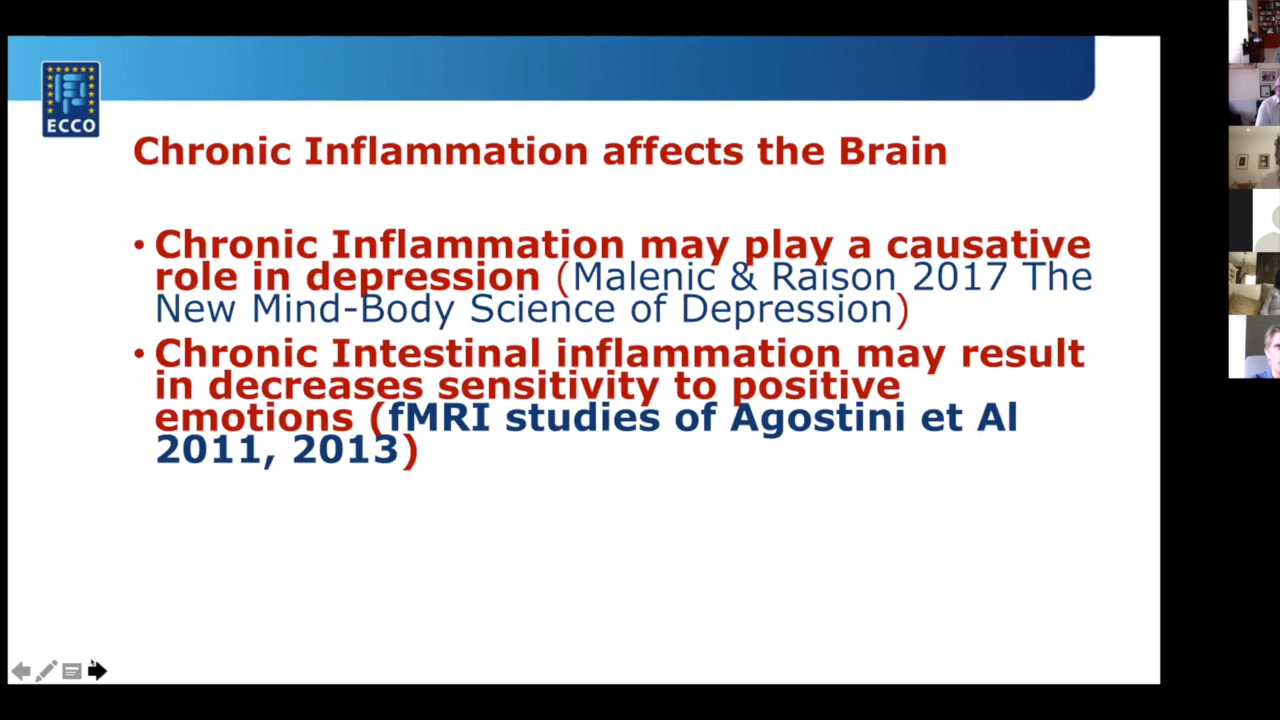 ECCO
Chronic Inflammation affects the Brain
• Chronic Inflammation may play a causative
role in depression (Malenic & Raison 2017 The
New Mind-Body Science of Depression)
• Chronic Intestinal inflammation may result
in decreases sensitivity to positive
emotions (fMRI studies of Agostini et Al
2011, 2013)